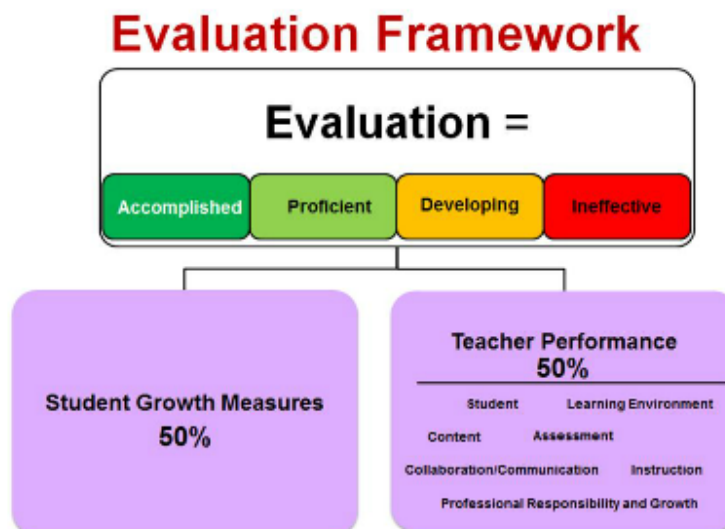 Evaluation Framework
Evaluation =
Accomplished Proficient Developing Ineffective
Student Growth Measures
50%
Teacher Performance
50%
Student Learning Environment
Content Assessment
Collaboration/Communication Instruction
Professional Responsibility and Growth